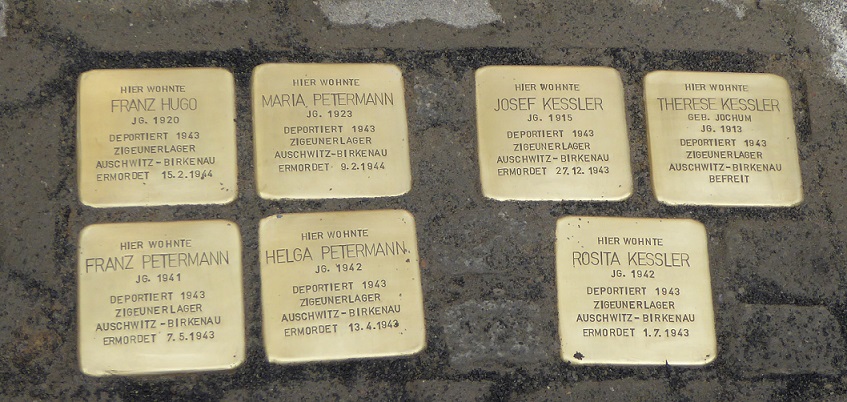 HIER WOHNTE
FRANZ HUGO
JG. 1920
DEPORTIERT 1943
ZIGEUNERLAGER
AUSCHWITZ-BIRKENAU
ERMORDET 15.2.1944
HIER WOHNTE
MARIA PETERMANN
JG. 1923
DEPORTIERT 1943
ZIGEUNERLAGER
AUSCHWITZ-BIRKENAU
ERMORDET 9.2.1944
HIER WOHNTE
JOSEF KESSLER
JG. 1915
DEPORTIERT 1943
ZIGEUNERLAGER
AUSCHWITZ-BIRKENAU
ERMORDET 27.12.1943
HIER WOHNTE
THERESE KESSLER
GEB. JOCHUM
JG. 1913
DEPORTIERT 1943
ZIGEUNERLAGER
AUSCHWITZ-BIRKENAU
BEFREIT
HIER WOHNTE
FRANZ PETERMANN
JG. 1941
DEPORTIERT 1943
ZIGEUNERLAGER
AUSCHWITZ-BIRKENAU
ERMORDET 7.5.1943
HIER WOHNTE
HELGA PETERMANN
JG. 1942
DEPORTIERT 1943
ZIGEUNERLAGER
AUSCHWITZ-BIRKENAU
ERMORDET 13.4.1943
HIER WOHNTE
ROSITA KESSLER
JG. 1942
DEPORTIERT 1943
ZIGEUNERLAGER
AUSCHWITZ-BIRKENAU
ERMORDET 1.7.1943